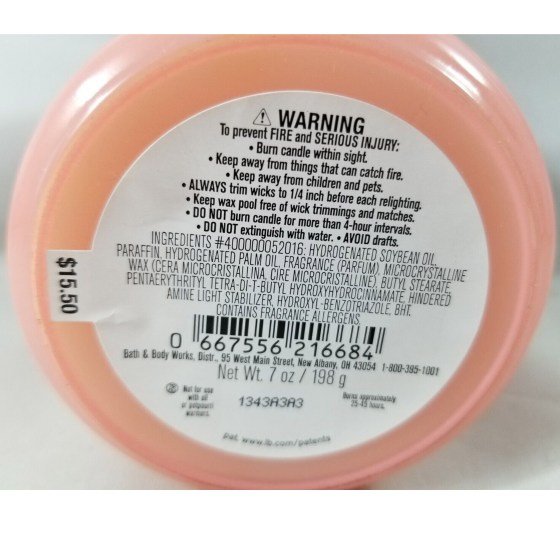 ⚠ WARNING
To prevent FIRE and SERIOUS INJURY:
• Burn candle within sight.
• Keep away from things that can catch fire.
• Keep away from children and pets.
• ALWAYS trim wicks to 1/4 inch before each relighting.
• Keep wax pool free of wick trimmings and matches.
• DO NOT burn candle for more than 4-hour intervals.
• DO NOT extinguish with water. • AVOID drafts.
INGREDIENTS #400000052016: HYDROGENATED SOYBEAN OIL,
PARAFFIN, HYDROGENATED PALM OIL, FRAGRANCE (PARFUM), MICROCRYSTALLINE
WAX (CERA MICROCRISTALLINA, CIRE MICROCRISTALLINE), BUTYL STEARATE,
PENTAERYTHRITYL TETRA-DI-T-BUTYL HYDROXYHYDROCINNAMATE, HINDERED
AMINE LIGHT STABILIZER, HYDROXYL-BENZOTRIAZOLE, BHT.
CONTAINS FRAGRANCE ALLERGENS.
$15.50
0 667556 216684
Bath & Body Works, Distr., 95 West Main Street, New Albany, OH 43054 1-800-395-1001
Net Wt. 7 oz / 198 g
Not for use
with oil
or potpourri
warmers.
1343A3A3
Burns approximately
25-45 hours.
pat. www.lb.com/patents